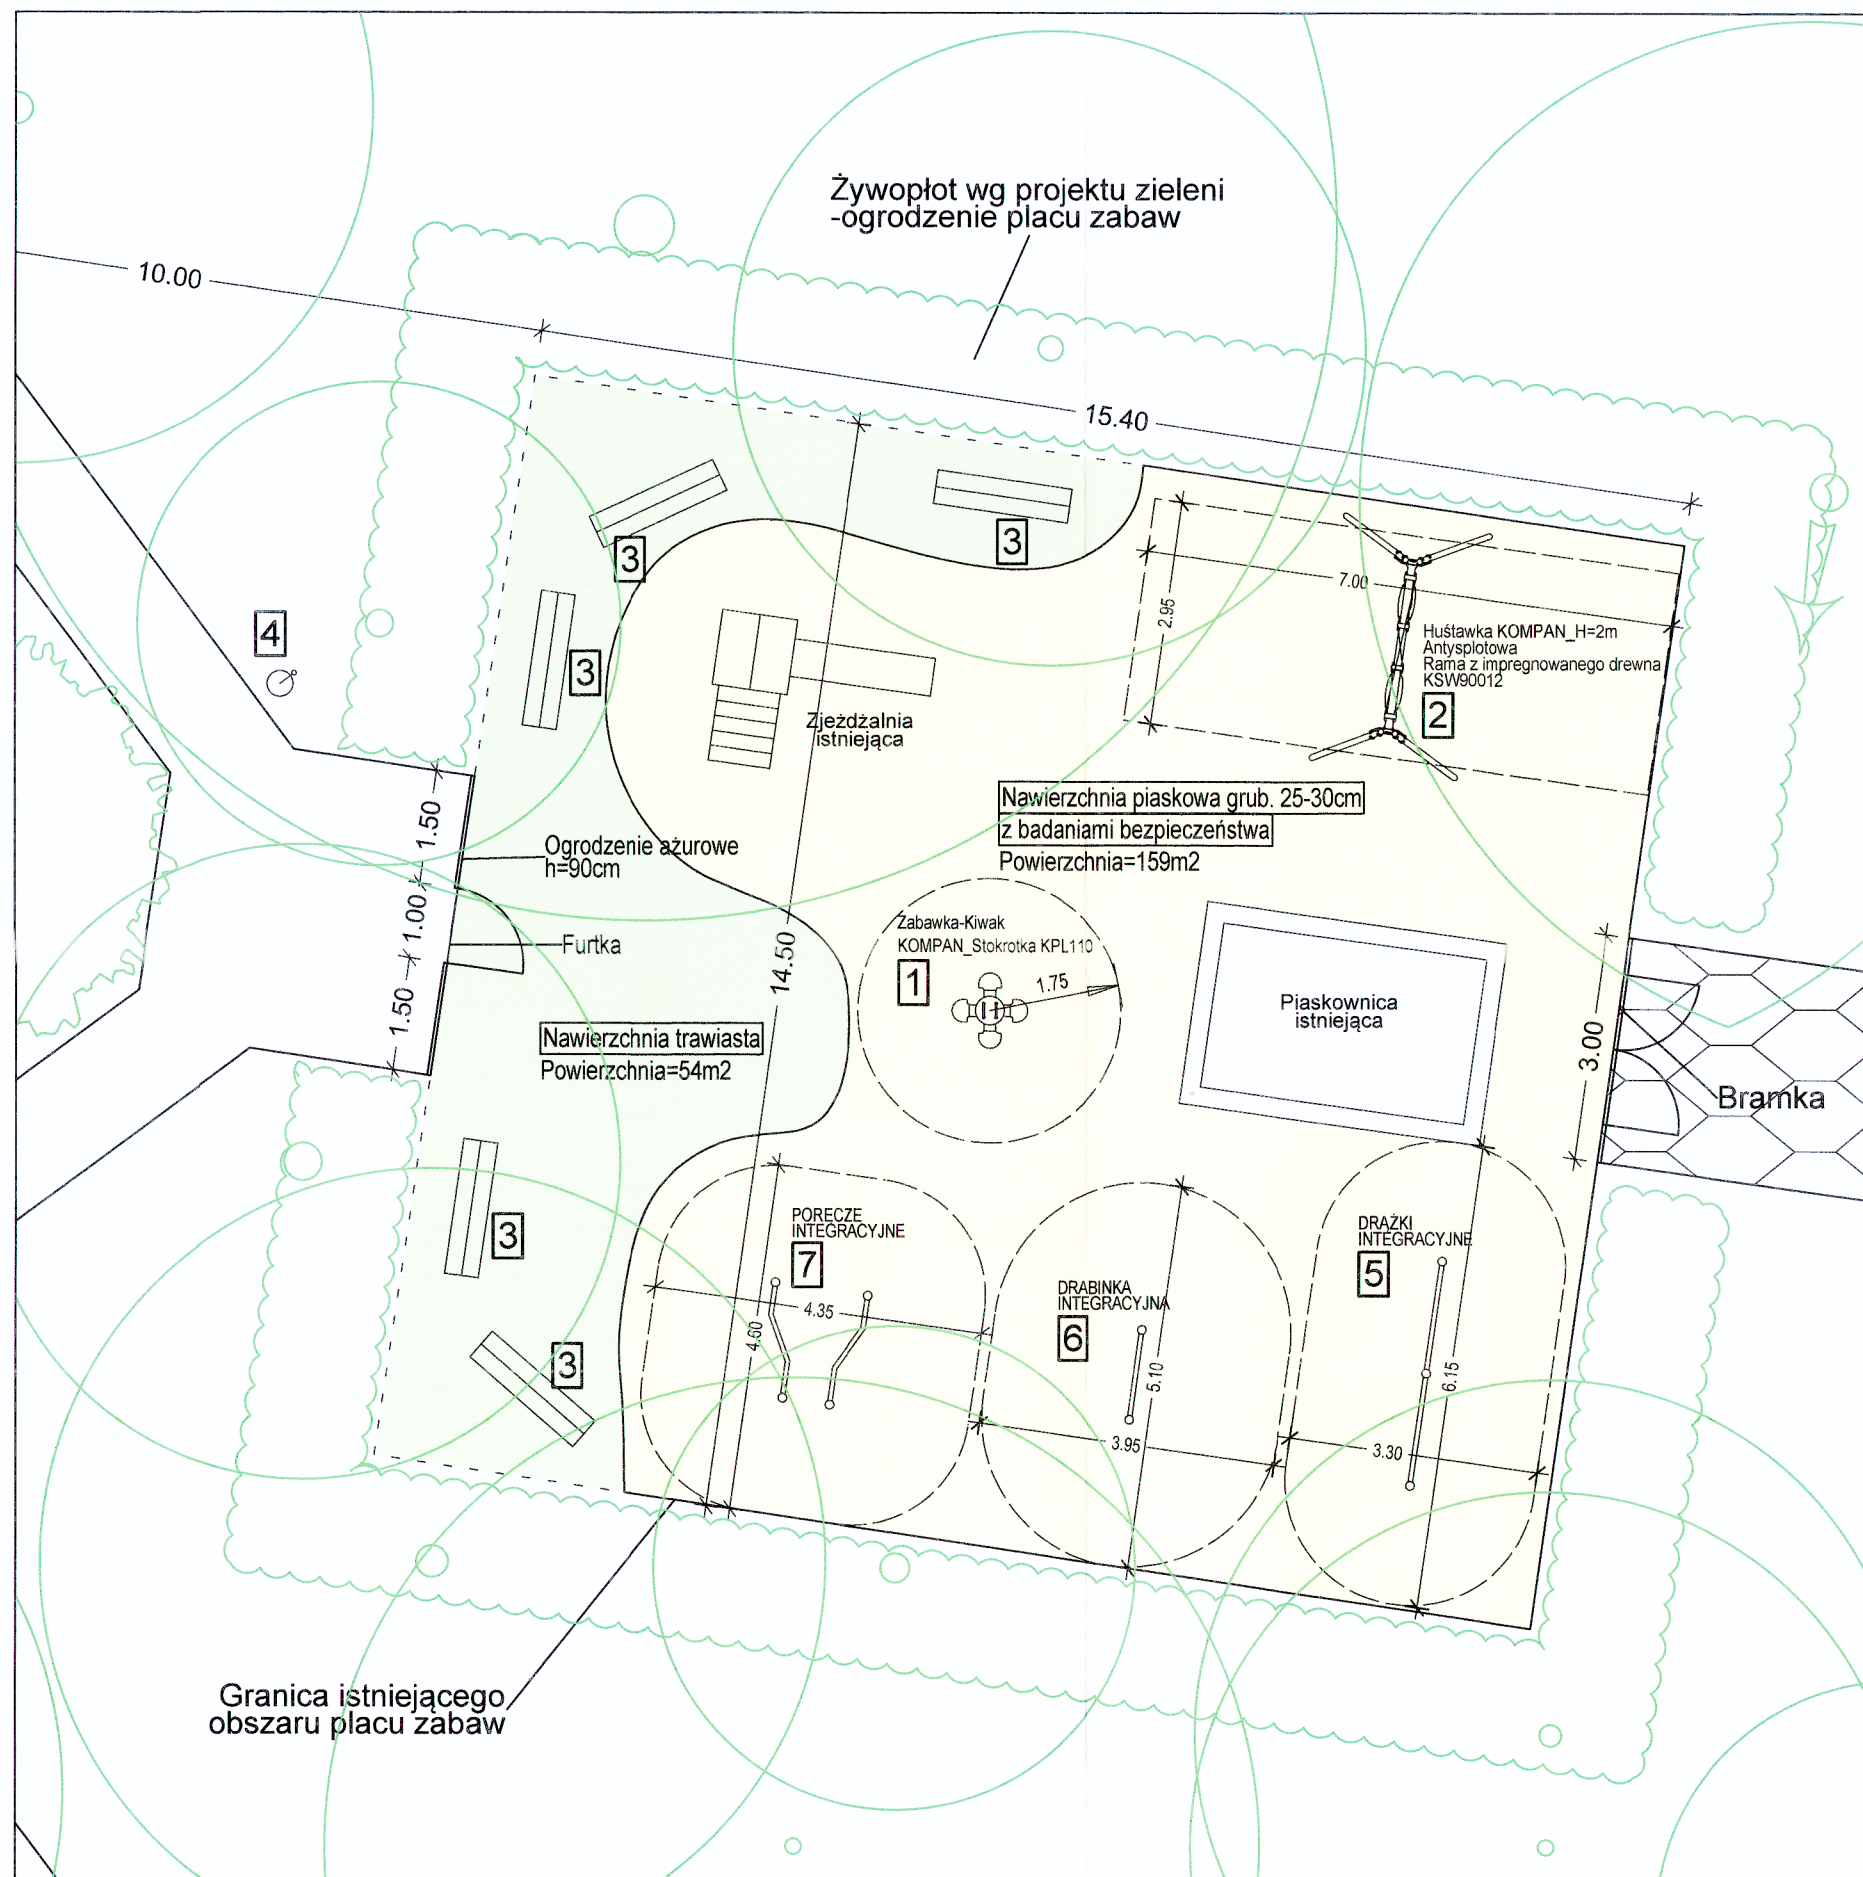 Żywopłot wg projektu zieleni
-ogrodzenie placu zabaw
10.00
15.40
3
3
3
4
7.00
2.95
Huśtawka KOMPAN_H=2m
Antysplotowa
Rama z impregnowanego drewna
KSW90012
2
Zjeżdżalnia
istniejąca
Nawierzchnia piaskowa grub. 25-30cm
z badaniami bezpieczeństwa
Powierzchnia=159m2
1.50
1.00
1.50
Ogrodzenie ażurowe
h=90cm
Furtka
14.50
Zabawka-Kiwak
KOMPAN_Stokrotka KPL110
1
1.75
Piaskownica
istniejąca
3.00
Bramka
Nawierzchnia trawiasta
Powierzchnia=54m2
3
3
PORECZE
INTEGRACYJNE
7
4.35
4.60
DRABINKA
INTEGRACYJNA
6
5.10
3.95
DRĄŻKI
INTEGRACYJNE
5
6.15
3.30
Granica istniejącego
obszaru placu zabaw